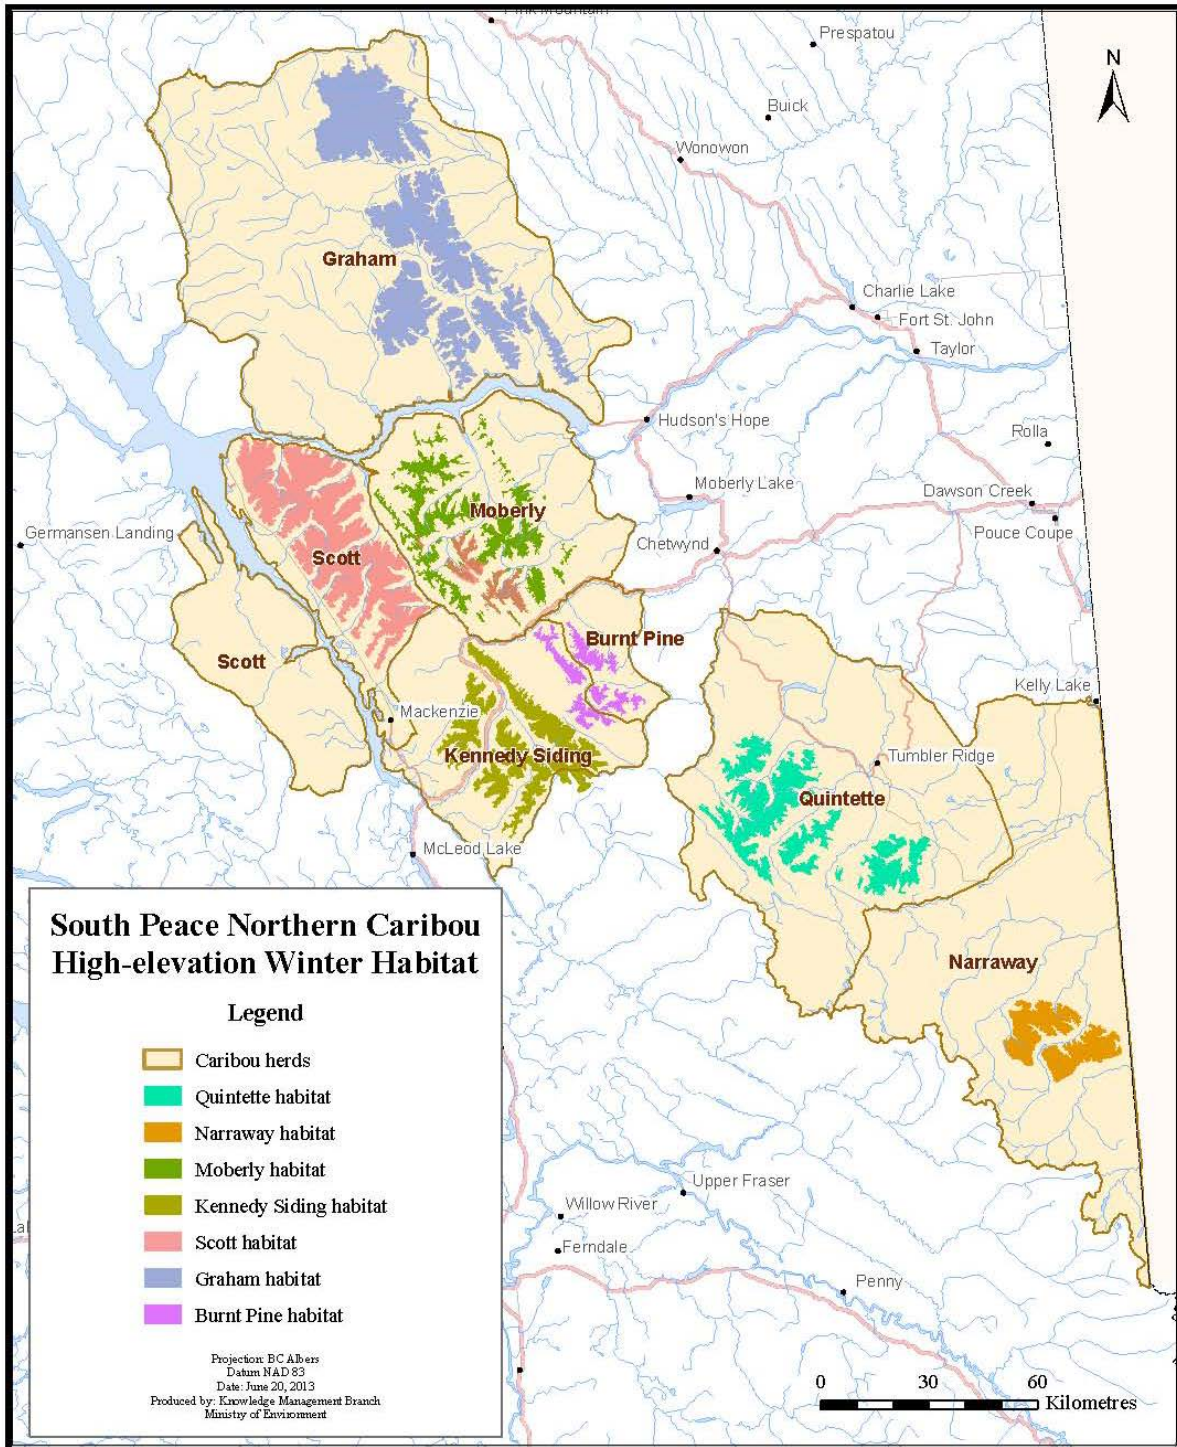 Pink Mountain
Prespatou
N
Buick
Wonowon
Graham
Charlie Lake
Fort St. John
Taylor
Hudson's Hope
Rolla
Moberly Lake
Dawson Creek
Moberly
Pouce Coupe
Germansen Landing
Chetwynd
Scott
Burnt Pine
Scott
Kelly Lake
Mackenzie
Kennedy Siding
Tumbler Ridge
Quintette
McLeod Lake
Narraway
South Peace Northern Caribou
High-elevation Winter Habitat
Legend
Caribou herds
Quintette habitat
Narraway habitat
Moberly habitat
Kennedy Siding habitat
Scott habitat
Graham habitat
Burnt Pine habitat
Projection: BC Albers
Datum NAD 83
Date: June 20, 2013
Produced by: Knowledge Management Branch
Ministry of Environment
Upper Fraser
Willow River
Ferndale
Penny
0 30 60
Kilometres